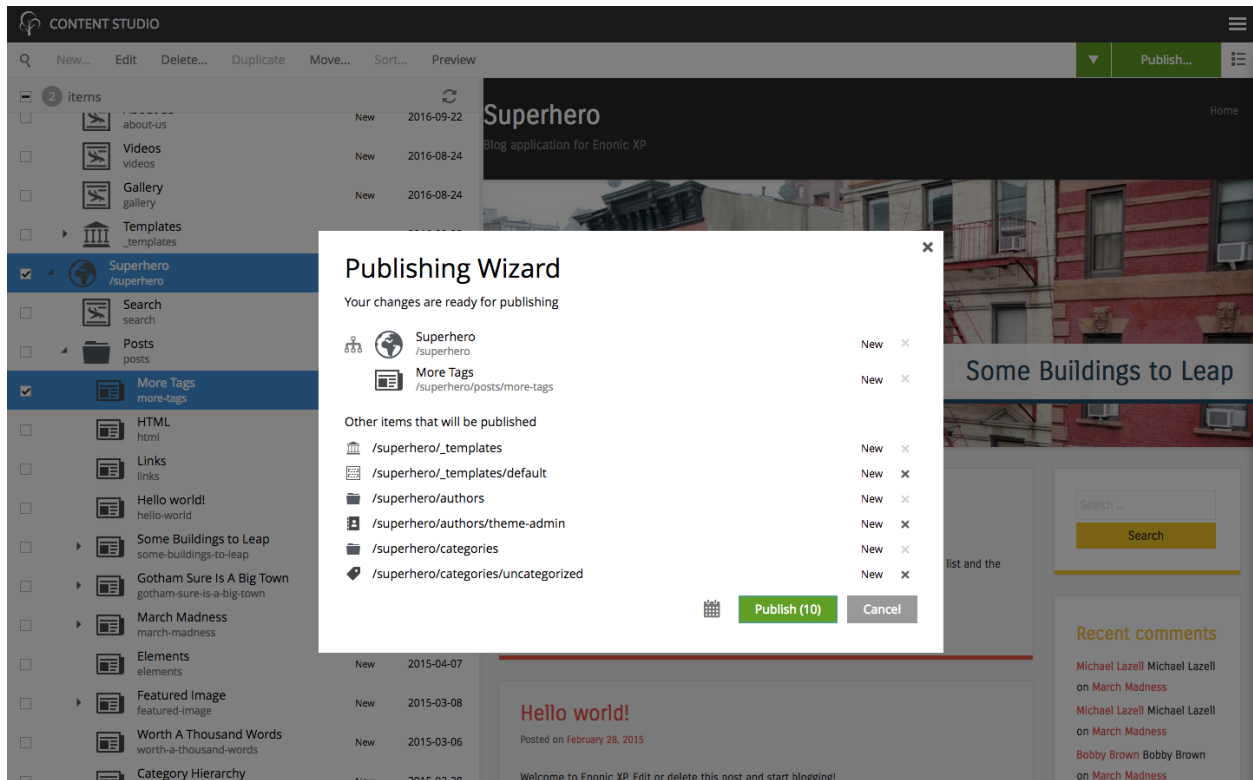 CONTENT STUDIO
New... Edit Delete... Duplicate Move... Sort... Preview Publish...
2 items
about-us New 2016-09-22
Videos
videos New 2016-08-24
Gallery
gallery New 2016-08-24
Templates
_templates
Superhero
/superhero
Search
search
Posts
posts
More Tags
more-tags
HTML
html
Links
links
Hello world!
hello-world
Some Buildings to Leap
some-buildings-to-leap
Gotham Sure Is A Big Town
gotham-sure-is-a-big-town
March Madness
march-madness
Elements
elements New 2015-04-07
Featured Image
featured-image New 2015-03-08
Worth A Thousand Words
worth-a-thousand-words New 2015-03-06
Category Hierarchy
Superhero
Blog application for Enonic XP
Home
Some Buildings to Leap
Publishing Wizard
Your changes are ready for publishing
Superhero
/superhero New
More Tags
/superhero/posts/more-tags New
Other items that will be published
/superhero/_templates New
/superhero/_templates/default New
/superhero/authors New
/superhero/authors/theme-admin New
/superhero/categories New
/superhero/categories/uncategorized New
Publish (10) Cancel
list and the
Hello world!
Posted on February 28, 2015
Welcome to Enonic XP. Edit or delete this post and start blogging!
Search ...
Search
Recent comments
Michael Lazell Michael Lazell
on March Madness
Michael Lazell Michael Lazell
on March Madness
Bobby Brown Bobby Brown
on March Madness